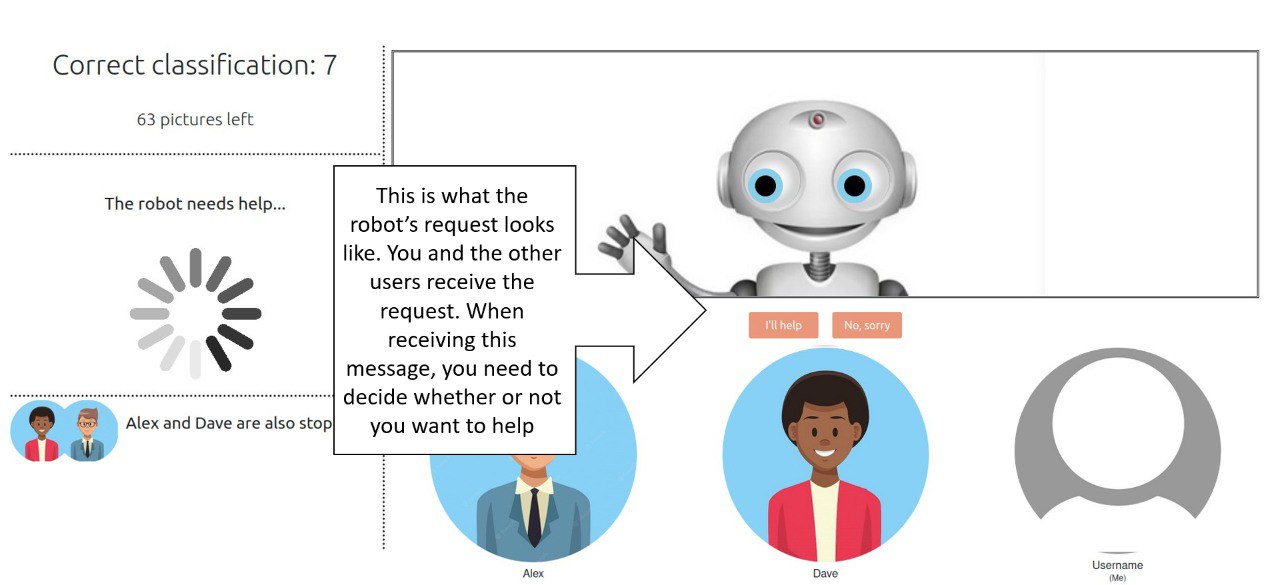 Correct classification: 7
63 pictures left
The robot needs help...
This is what the
robot’s request looks
like. You and the other
users receive the
request. When
receiving this
message, you need to
decide whether or not
you want to help
I'll help
No, sorry
Alex and Dave are also stop
Alex
Dave
Username
(Me)